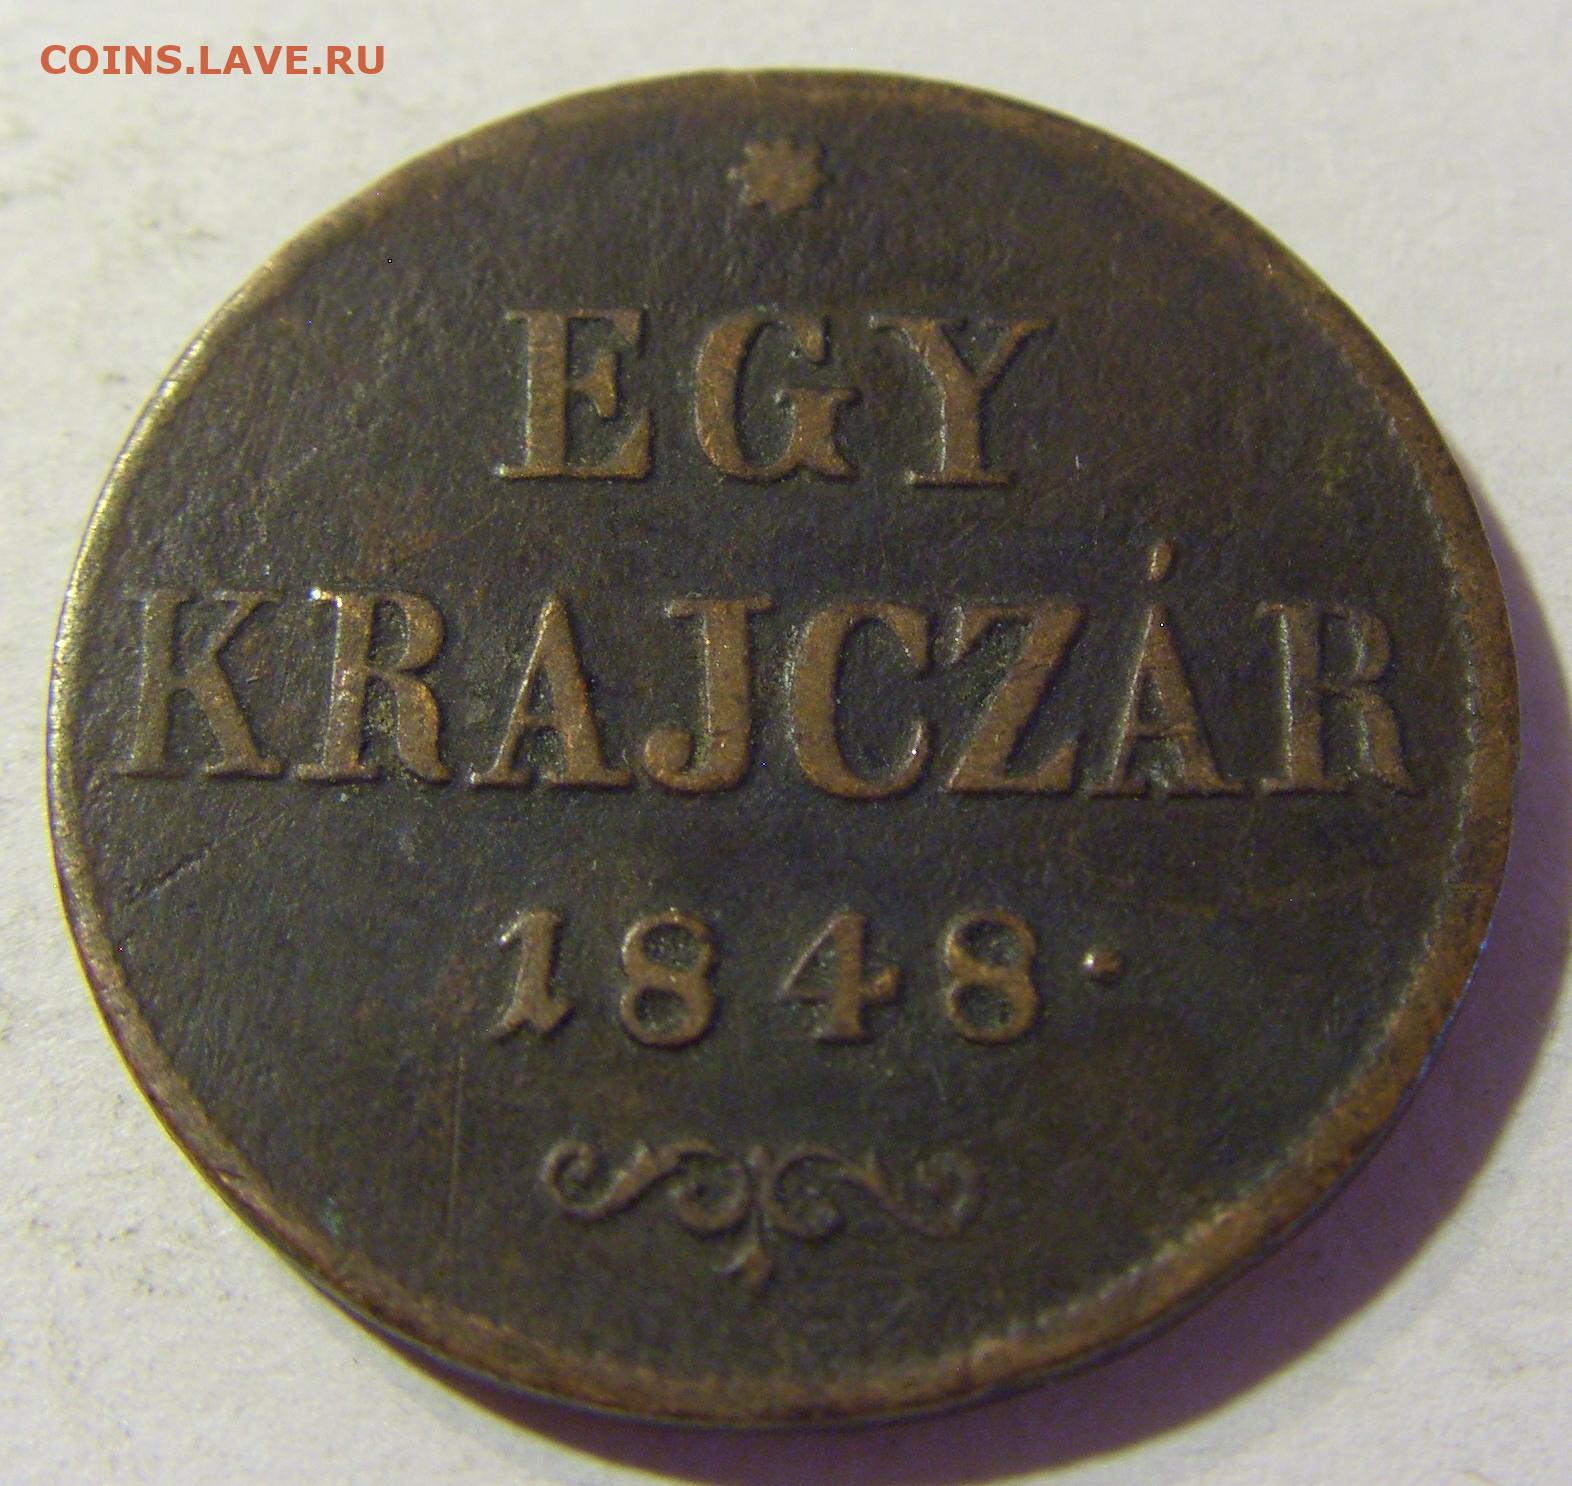 COINS.LAVE.RU
EGY
KRAJCZÁR
1848.